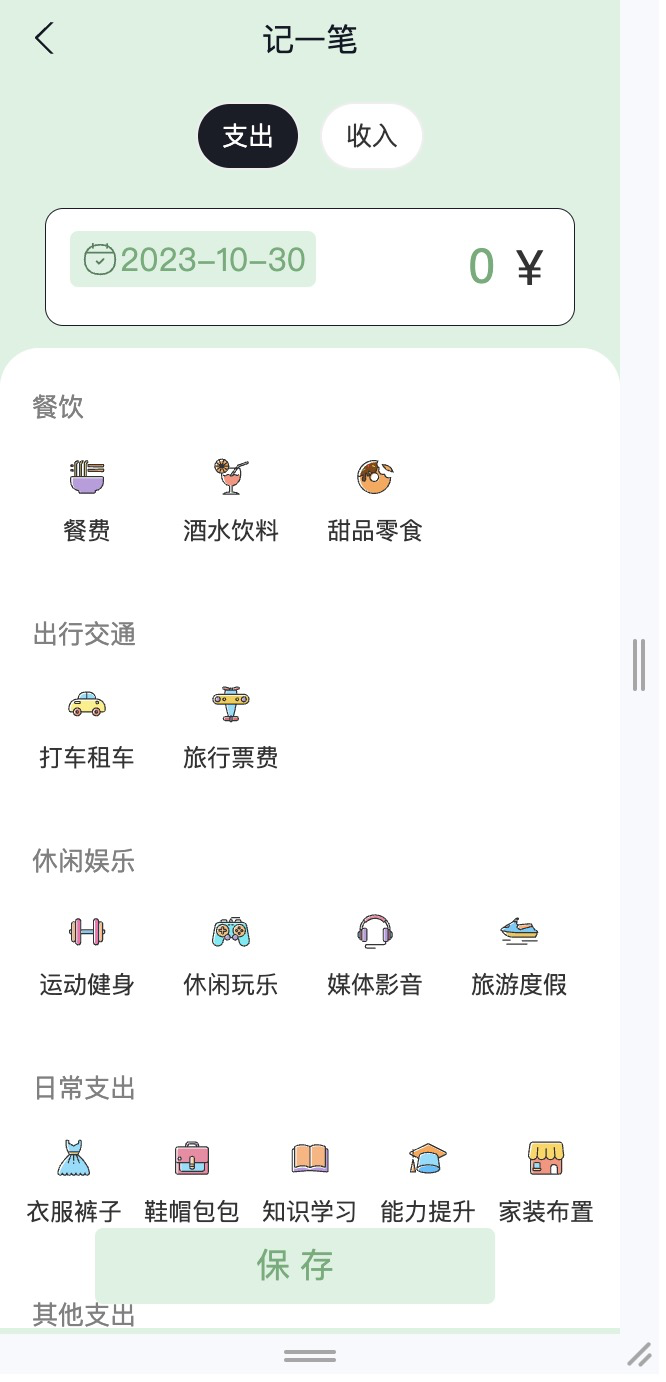 记一笔
支出 收入
2023-10-30 0 ¥
餐饮
餐费 酒水饮料 甜品零食
出行交通
打车租车 旅行票费
休闲娱乐
运动健身 休闲玩乐 媒体影音 旅游度假
日常支出
衣服裤子 鞋帽包包 知识学习 能力提升 家装布置
保存
其他支出